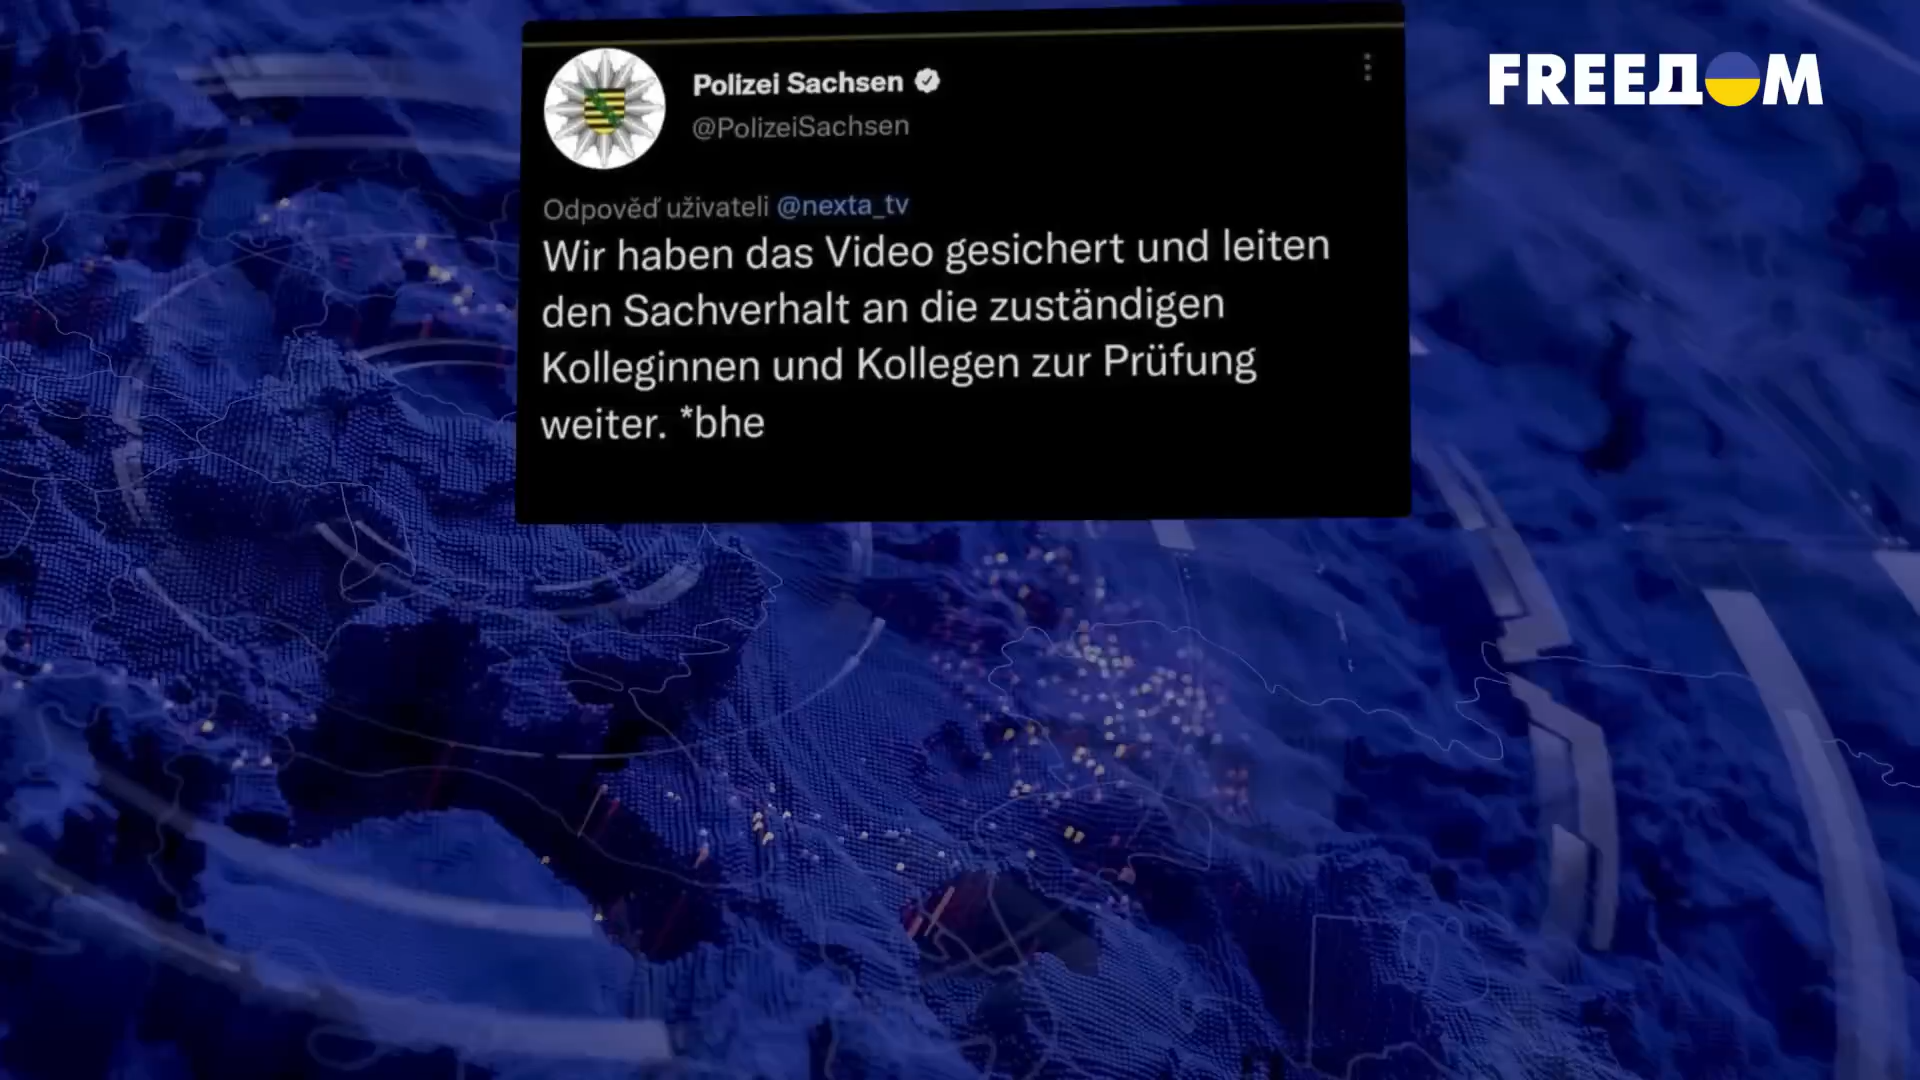 FREEДOM
Polizei Sachsen
@PolizeiSachsen
Odpověď uživateli @nexta_tv
Wir haben das Video gesichert und leiten
den Sachverhalt an die zuständigen
Kolleginnen und Kollegen zur Prüfung
weiter. *bhe